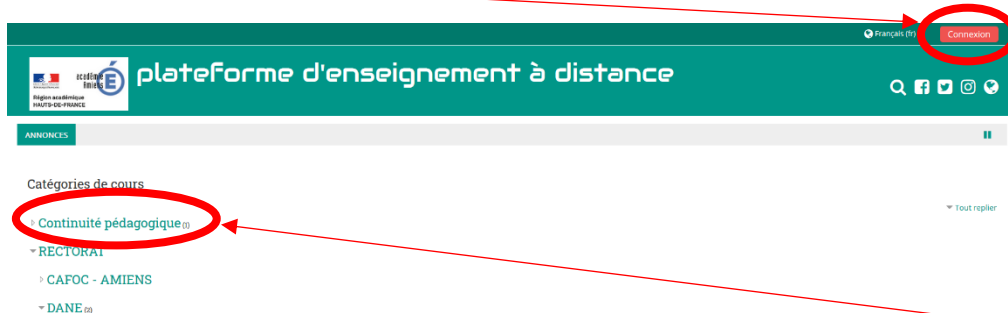 Français (fr)
Connexion
académie
Amiens
É
Région académique
HAUTS-DE-FRANCE
plateforme d'enseignement à distance
ANNONCES
Catégories de cours
Tout replier
Continuité pédagogique (1)
RECTORAT
CAFOC - AMIENS
DANE (2)